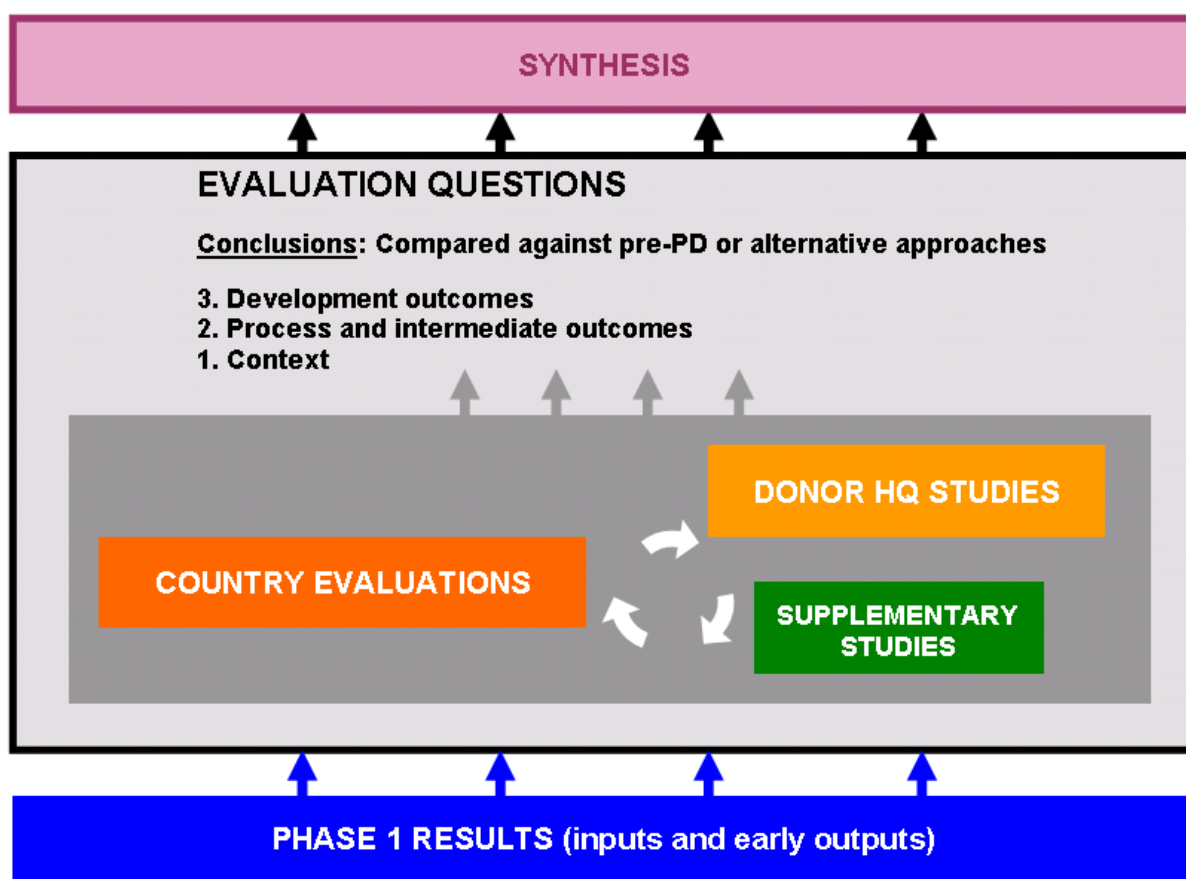 SYNTHESIS
EVALUATION QUESTIONS
Conclusions: Compared against pre-PD or alternative approaches
3. Development outcomes
2. Process and intermediate outcomes
1. Context
DONOR HQ STUDIES
COUNTRY EVALUATIONS
SUPPLEMENTARY
STUDIES
PHASE 1 RESULTS (inputs and early outputs)